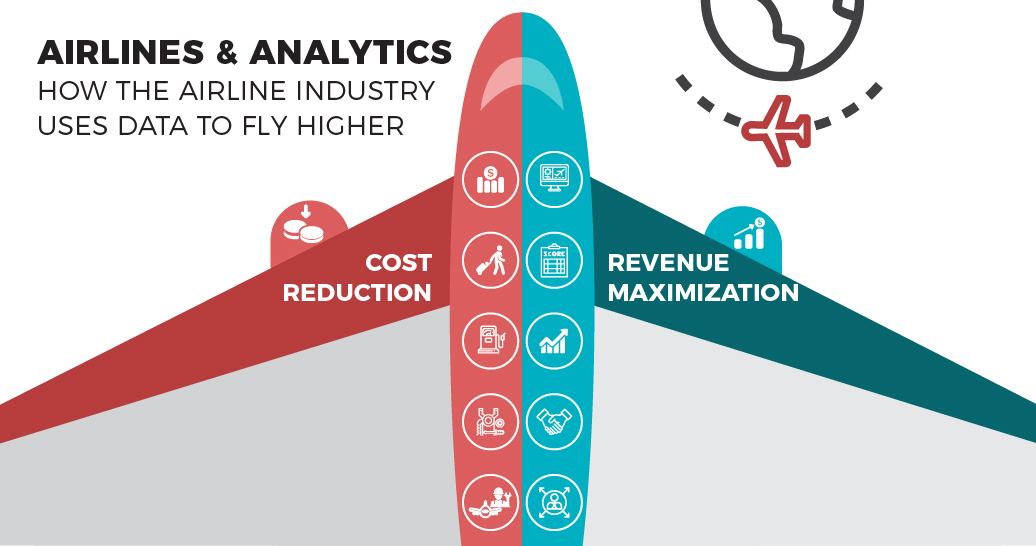 AIRLINES & ANALYTICS
HOW THE AIRLINE INDUSTRY
USES DATA TO FLY HIGHER
$
$
SCORE
COST
REDUCTION
REVENUE
MAXIMIZATION